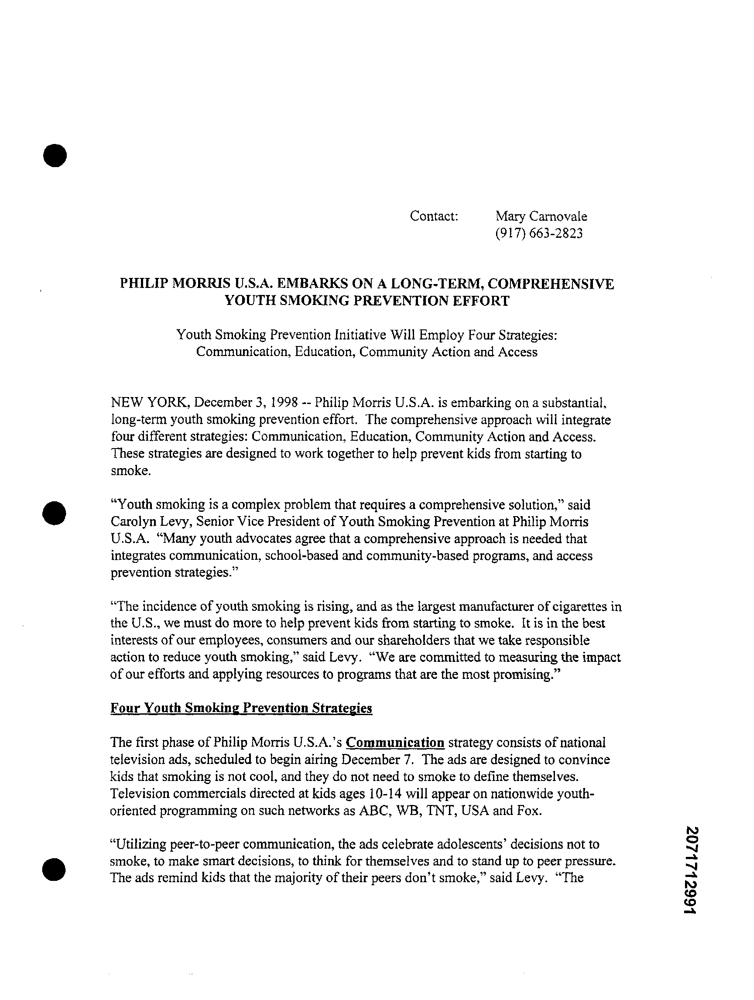 Contact: Mary Carnovale
(917) 663-2823
PHILIP MORRIS U.S.A. EMBARKS ON A LONG-TERM, COMPREHENSIVE
YOUTH SMOKING PREVENTION EFFORT
Youth Smoking Prevention Initiative Will Employ Four Strategies:
Communication, Education, Community Action and Access
NEW YORK, December 3, 1998 -- Philip Morris U.S.A. is embarking on a substantial,
long-term youth smoking prevention effort. The comprehensive approach will integrate
four different strategies: Communication, Education, Community Action and Access.
These strategies are designed to work together to help prevent kids from starting to
smoke.
“Youth smoking is a complex problem that requires a comprehensive solution,” said
Carolyn Levy, Senior Vice President of Youth Smoking Prevention at Philip Morris
U.S.A. “Many youth advocates agree that a comprehensive approach is needed that
integrates communication, school-based and community-based programs, and access
prevention strategies.”
“The incidence of youth smoking is rising, and as the largest manufacturer of cigarettes in
the U.S., we must do more to help prevent kids from starting to smoke. It is in the best
interests of our employees, consumers and our shareholders that we take responsible
action to reduce youth smoking,” said Levy. “We are committed to measuring the impact
of our efforts and applying resources to programs that are the most promising.”
Four Youth Smoking Prevention Strategies
The first phase of Philip Morris U.S.A.’s Communication strategy consists of national
television ads, scheduled to begin airing December 7. The ads are designed to convince
kids that smoking is not cool, and they do not need to smoke to define themselves.
Television commercials directed at kids ages 10-14 will appear on nationwide youth-
oriented programming on such networks as ABC, WB, TNT, USA and Fox.
“Utilizing peer-to-peer communication, the ads celebrate adolescents’ decisions not to
smoke, to make smart decisions, to think for themselves and to stand up to peer pressure.
The ads remind kids that the majority of their peers don’t smoke,” said Levy. “The
2071712991